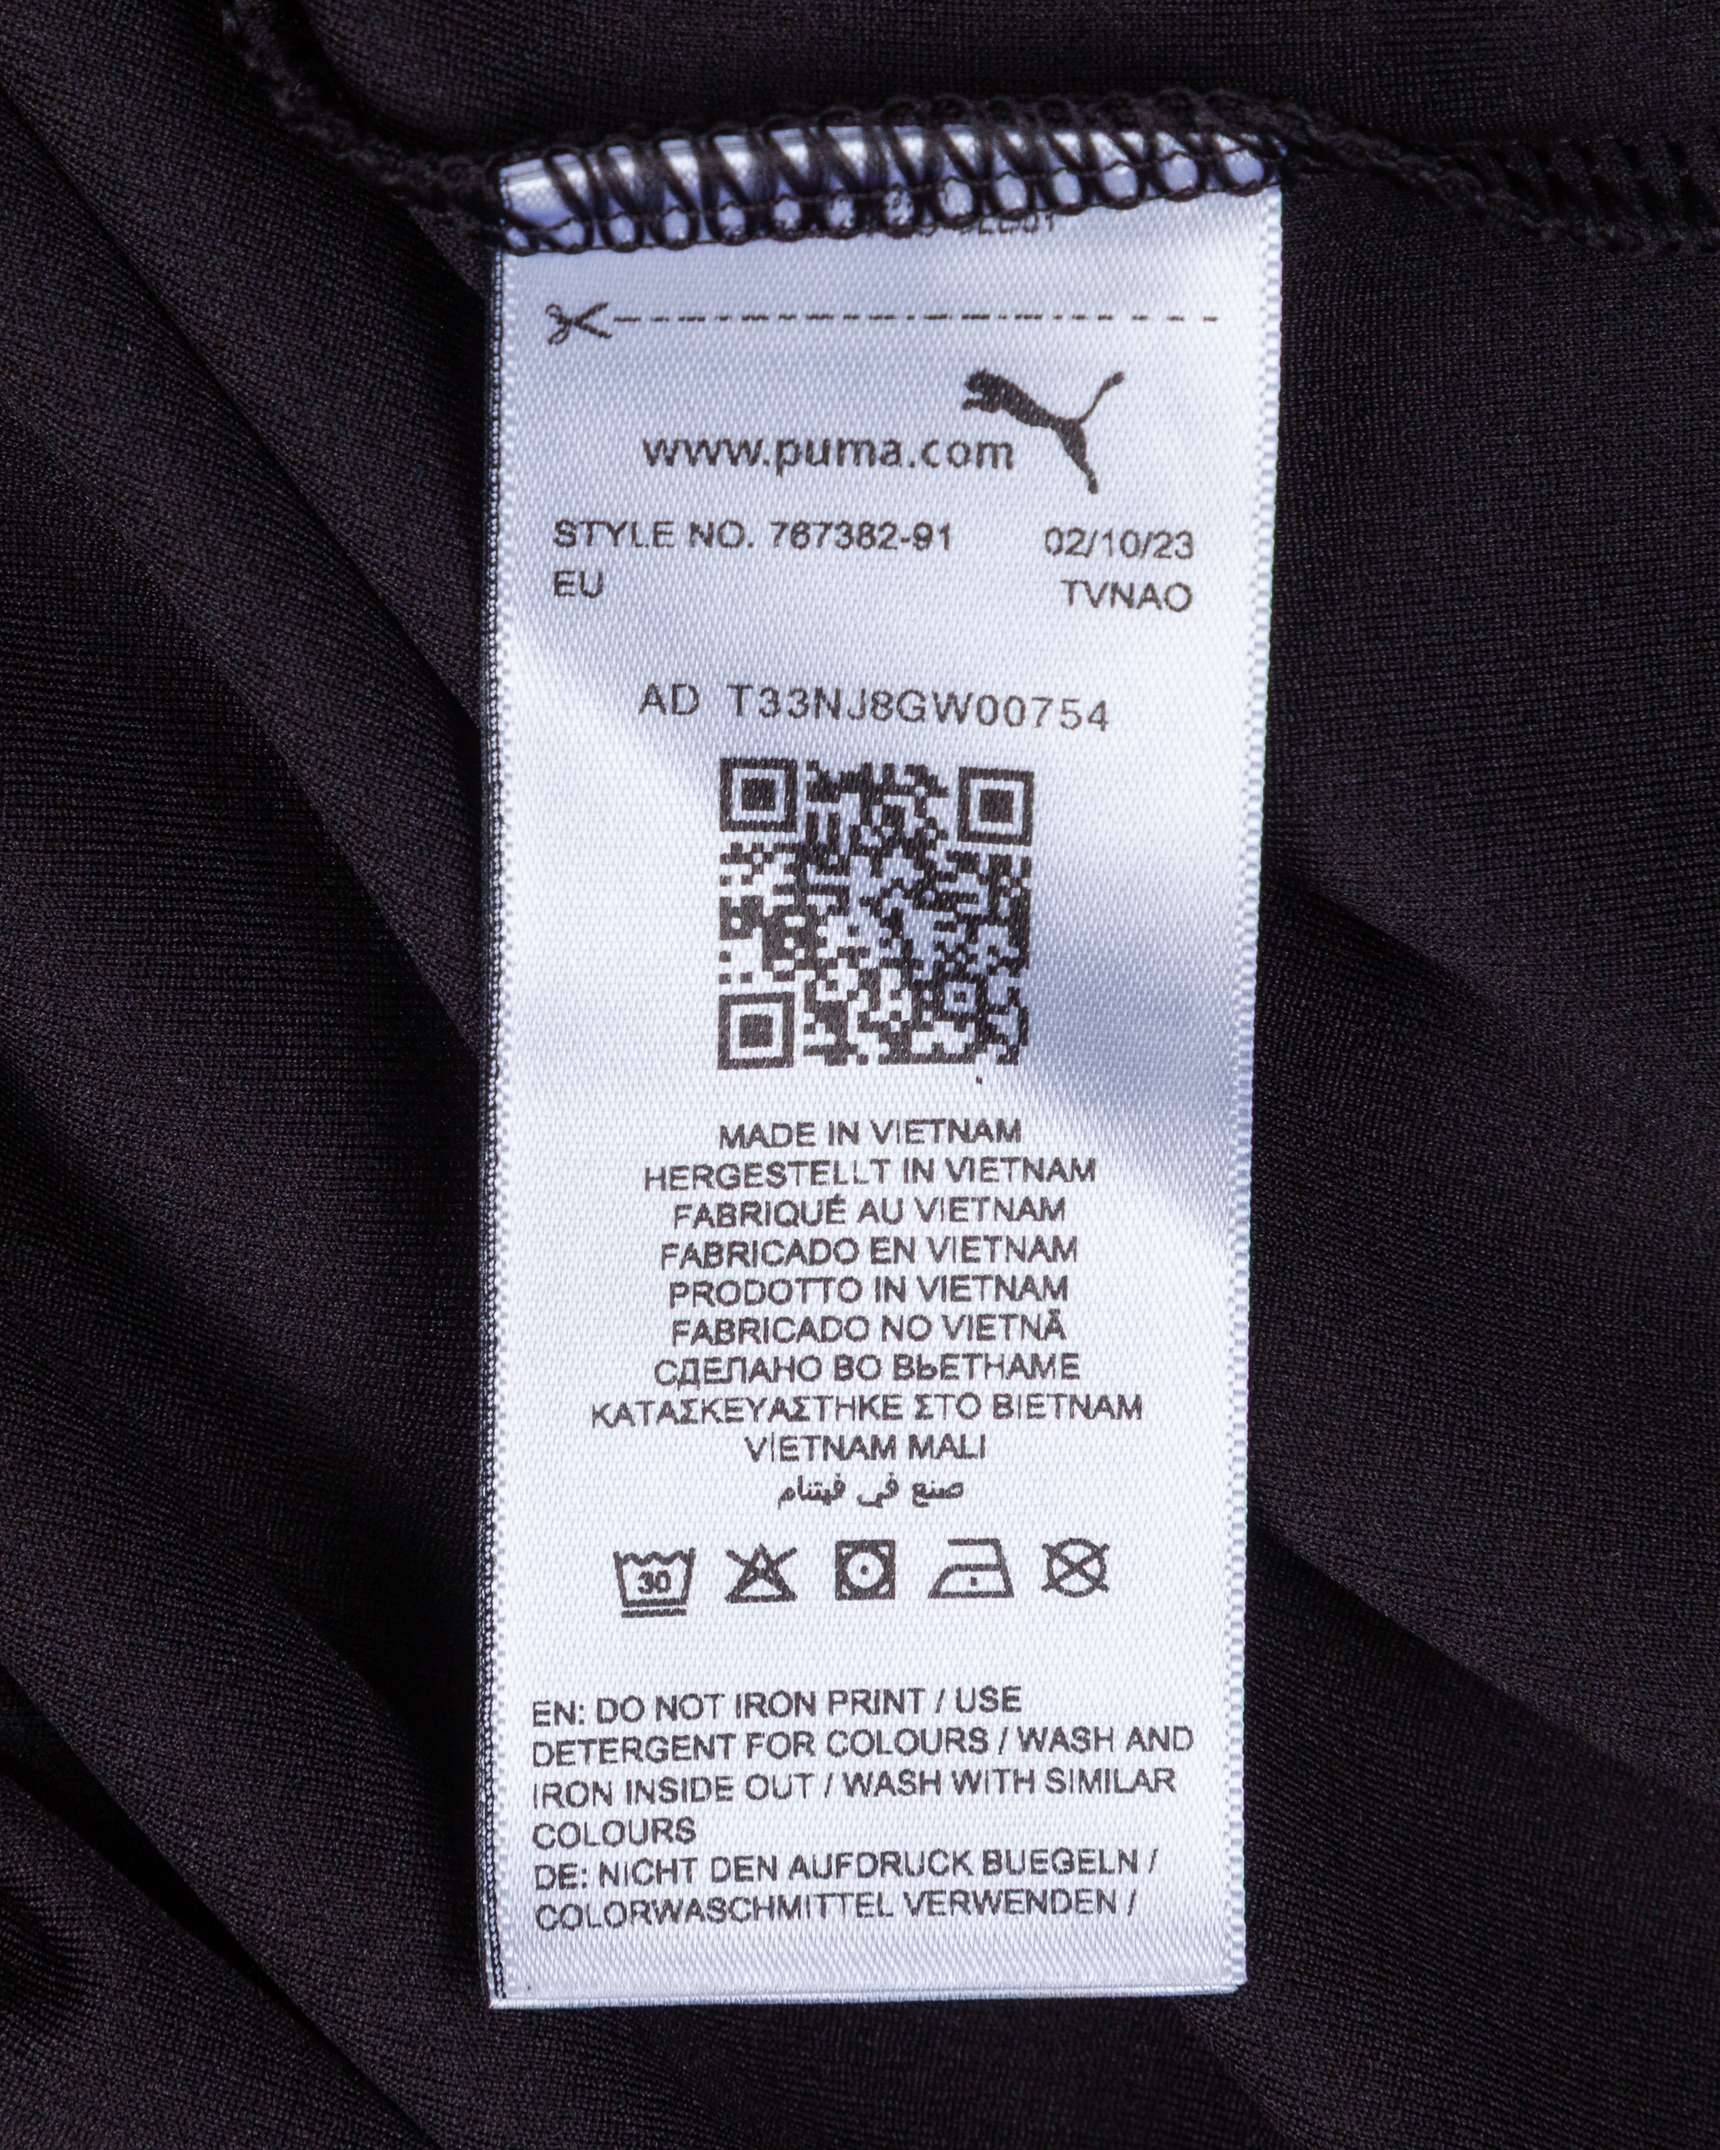 www.puma.com
STYLE NO. 767382-91 02/10/23
EU TVNAO
AD T33NJ8GW00754
MADE IN VIETNAM
HERGESTELLT IN VIETNAM
FABRIQUÉ AU VIETNAM
FABRICADO EN VIETNAM
PRODOTTO IN VIETNAM
FABRICADO NO VIETNÃ
СДЕЛАНО ВО ВЬЕТНАМЕ
ΚΑΤΑΣΚΕΥΑΣΤΗΚΕ ΣΤΟ ΒΙΕΤΝΑΜ
VİETNAM MALI
صنع في فيتنام
30
EN: DO NOT IRON PRINT / USE
DETERGENT FOR COLOURS / WASH AND
IRON INSIDE OUT / WASH WITH SIMILAR
COLOURS
DE: NICHT DEN AUFDRUCK BUEGELN /
COLORWASCHMITTEL VERWENDEN /